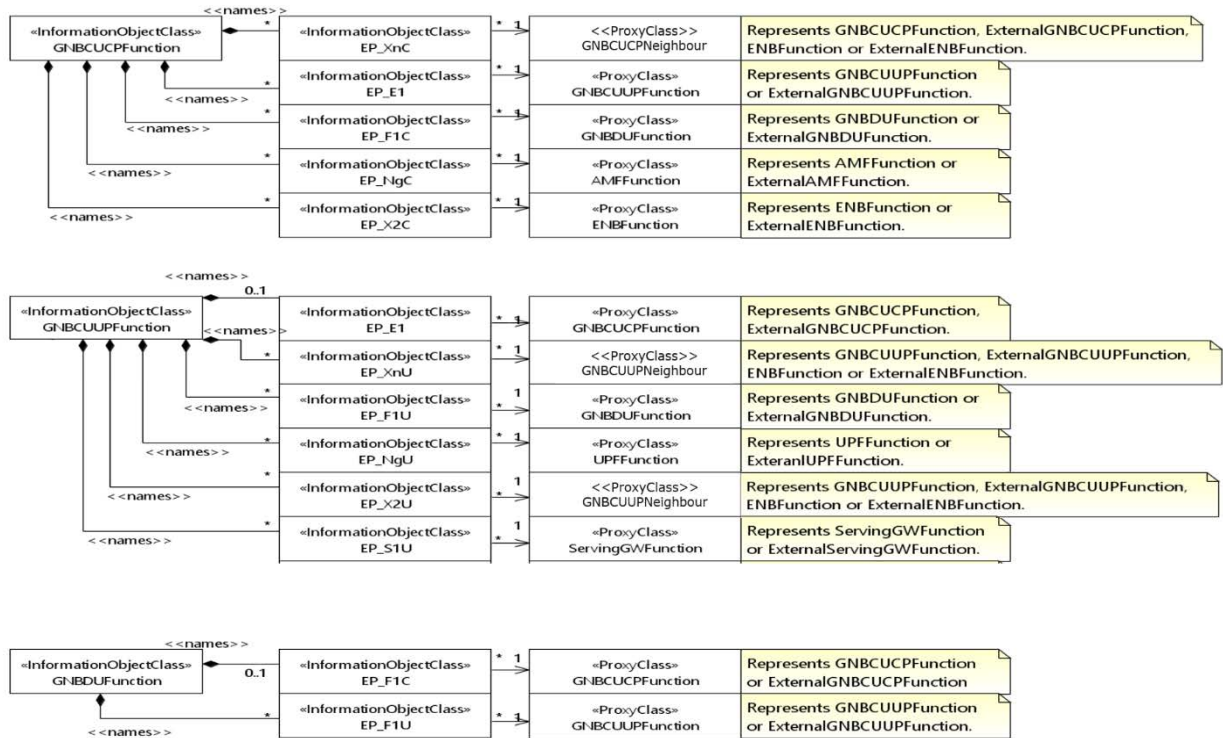 <<names>>
«InformationObjectClass»
GNBCUCPFunction
*
«InformationObjectClass»
EP_XnC
* 1
<<ProxyClass>>
GNBCUCPNeighbour
Represents GNBCUCPFunction, ExternalGNBCUCPFunction,
ENBFunction or ExternalENBFunction.
<<names>>
*
«InformationObjectClass»
EP_E1
* 1
«ProxyClass»
GNBCUUPFunction
Represents GNBCUUPFunction
or ExternalGNBCUUPFunction.
<<names>>
*
«InformationObjectClass»
EP_F1C
* 1
«ProxyClass»
GNBDUFunction
Represents GNBDUFunction or
ExternalGNBDUFunction.
<<names>>
*
«InformationObjectClass»
EP_NgC
* 1
«ProxyClass»
AMFFunction
Represents AMFFunction or
ExternalAMFFunction.
<<names>>
*
«InformationObjectClass»
EP_X2C
* 1
«ProxyClass»
ENBFunction
Represents ENBFunction or
ExternalENBFunction.
<<names>>
0..1
«InformationObjectClass»
GNBCUUPFunction
«InformationObjectClass»
EP_E1
* 1
«ProxyClass»
GNBCUCPFunction
Represents GNBCUCPFunction,
ExternalGNBCUCPFunction.
<<names>>
*
«InformationObjectClass»
EP_XnU
* 1
<<ProxyClass>>
GNBCUUPNeighbour
Represents GNBCUUPFunction, ExternalGNBCUUPFunction,
ENBFunction or ExternalENBFunction.
<<names>>
*
«InformationObjectClass»
EP_F1U
* 1
«ProxyClass»
GNBDUFunction
Represents GNBDUFunction or
ExternalGNBDUFunction.
<<names>>
*
«InformationObjectClass»
EP_NgU
* 1
«ProxyClass»
UPFFunction
Represents UPFFunction or
ExteranlUPFFunction.
<<names>>
*
«InformationObjectClass»
EP_X2U
* 1
<<ProxyClass>>
GNBCUUPNeighbour
Represents GNBCUUPFunction, ExternalGNBCUUPFunction,
ENBFunction or ExternalENBFunction.
<<names>>
*
«InformationObjectClass»
EP_S1U
* 1
«ProxyClass»
ServingGWFunction
Represents ServingGWFunction
or ExternalServingGWFunction.
<<names>>
0..1
«InformationObjectClass»
GNBDUFunction
«InformationObjectClass»
EP_F1C
* 1
«ProxyClass»
GNBCUCPFunction
Represents GNBCUCPFunction
or ExternalGNBCUCPFunction
<<names>>
*
«InformationObjectClass»
EP_F1U
* 1
«ProxyClass»
GNBCUUPFunction
Represents GNBCUUPFunction
or ExternalGNBCUUPFunction.